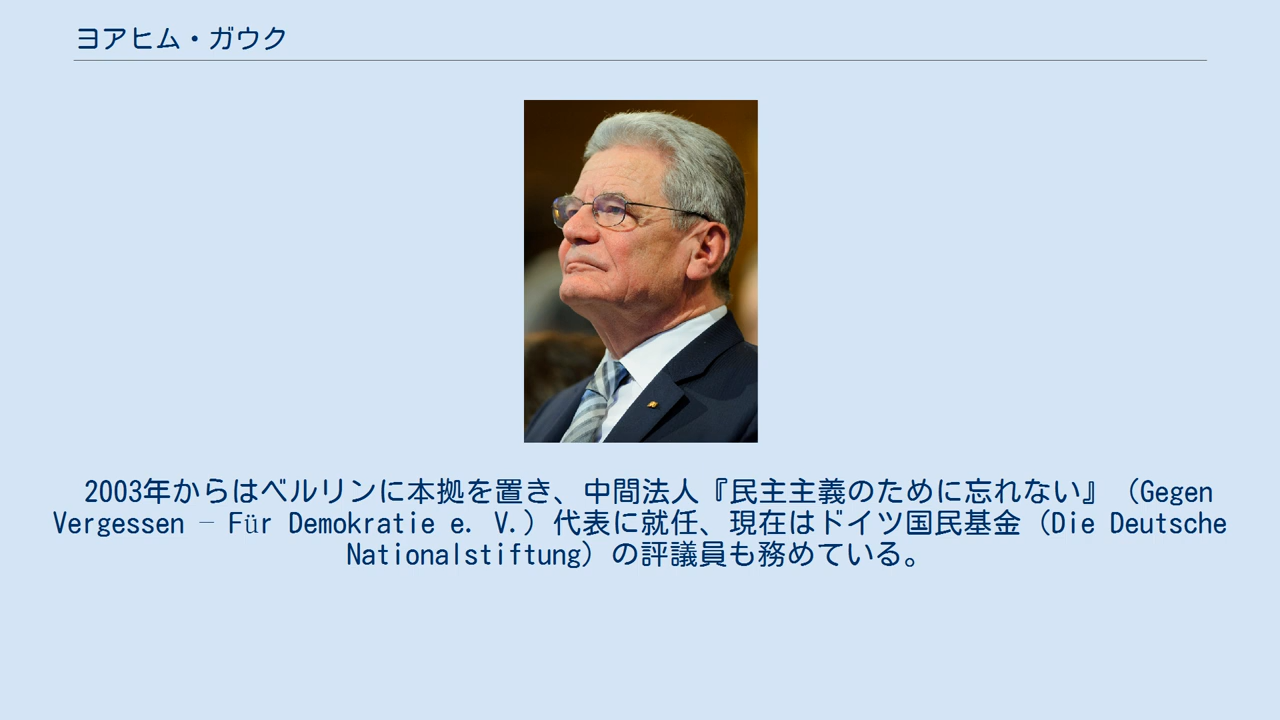 ヨアヒム・ガウク
2003年からはベルリンに本拠を置き、中間法人『民主主義のために忘れない』（Gegen
Vergessen – Für Demokratie e. V.）代表に就任、現在はドイツ国民基金（Die Deutsche
Nationalstiftung）の評議員も務めている。